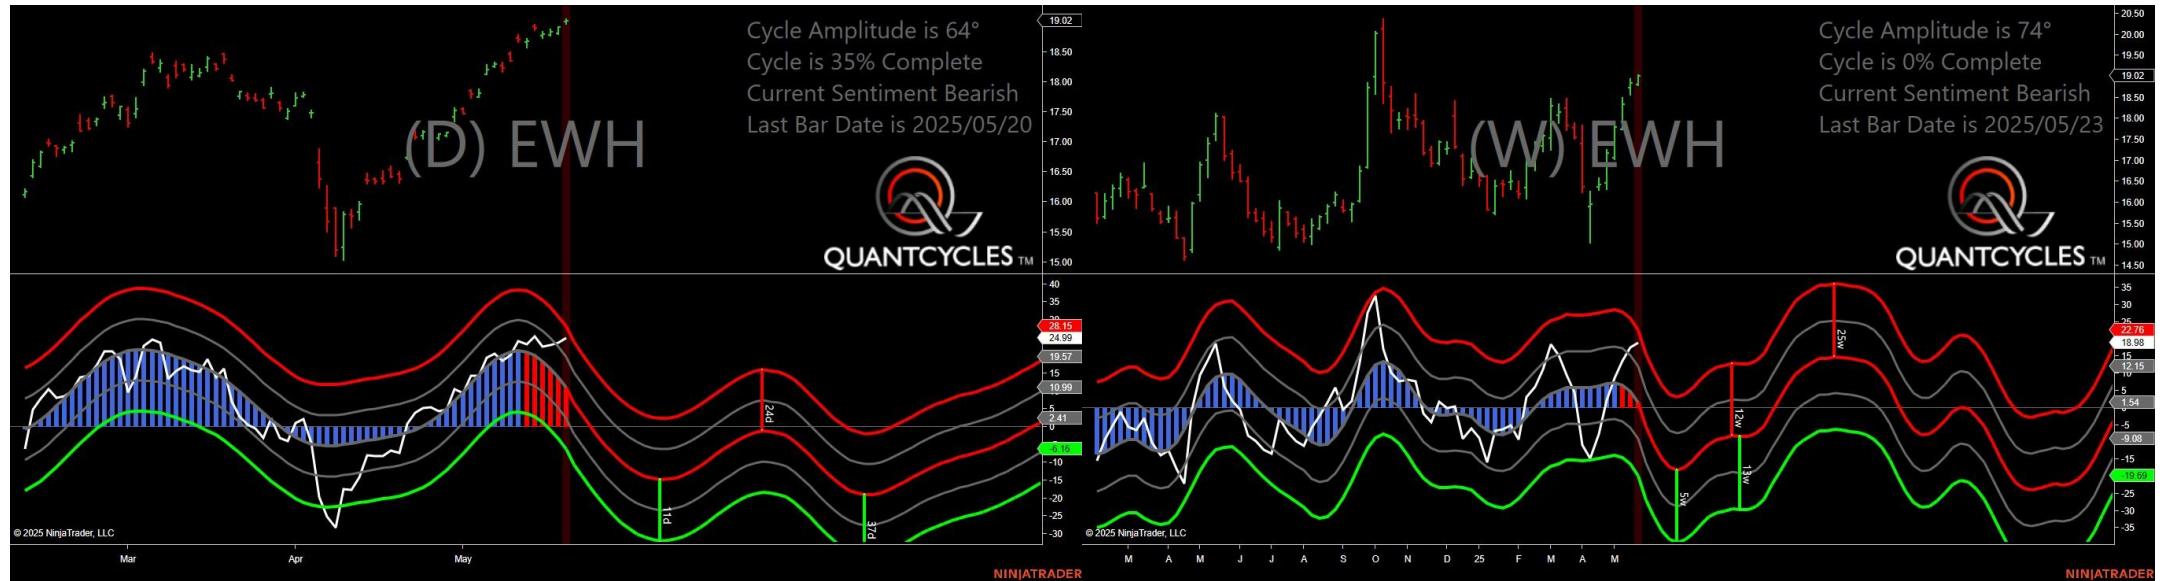 Cycle Amplitude is 64°
Cycle is 35% Complete
Current Sentiment Bearish
Last Bar Date is 2025/05/20
(D) EWH
QUANTCYCLES TM
19.02
18.50
18.00
17.50
17.00
16.50
16.00
15.50
15.00
40
35
28.15
24.99
19.57
15
10.99
5
2.41
0
-6.16
-10
-15
-20
-25
-30
11d
24d
37d
© 2025 NinjaTrader, LLC
Mar
Apr
May
NINJATRADER
Cycle Amplitude is 74°
Cycle is 0% Complete
Current Sentiment Bearish
Last Bar Date is 2025/05/23
(W) EWH
QUANTCYCLES TM
20.50
20.00
19.50
19.02
18.50
18.00
17.50
17.00
16.50
16.00
15.50
15.00
14.50
35
30
25
22.76
18.98
15
12.15
10
5
1.54
-5
-9.08
-15
-19.69
-25
-30
-35
5w
12w
13w
25w
© 2025 NinjaTrader, LLC
M
A
M
J
J
A
S
O
N
D
25
F
M
A
M
NINJATRADER